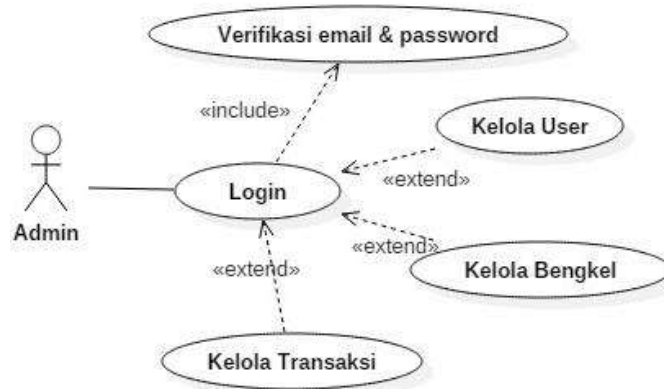 Verifikasi email & password
«include»
Kelola User
«extend»
Login
Admin
«extend»
«extend»
Kelola Bengkel
Kelola Transaksi